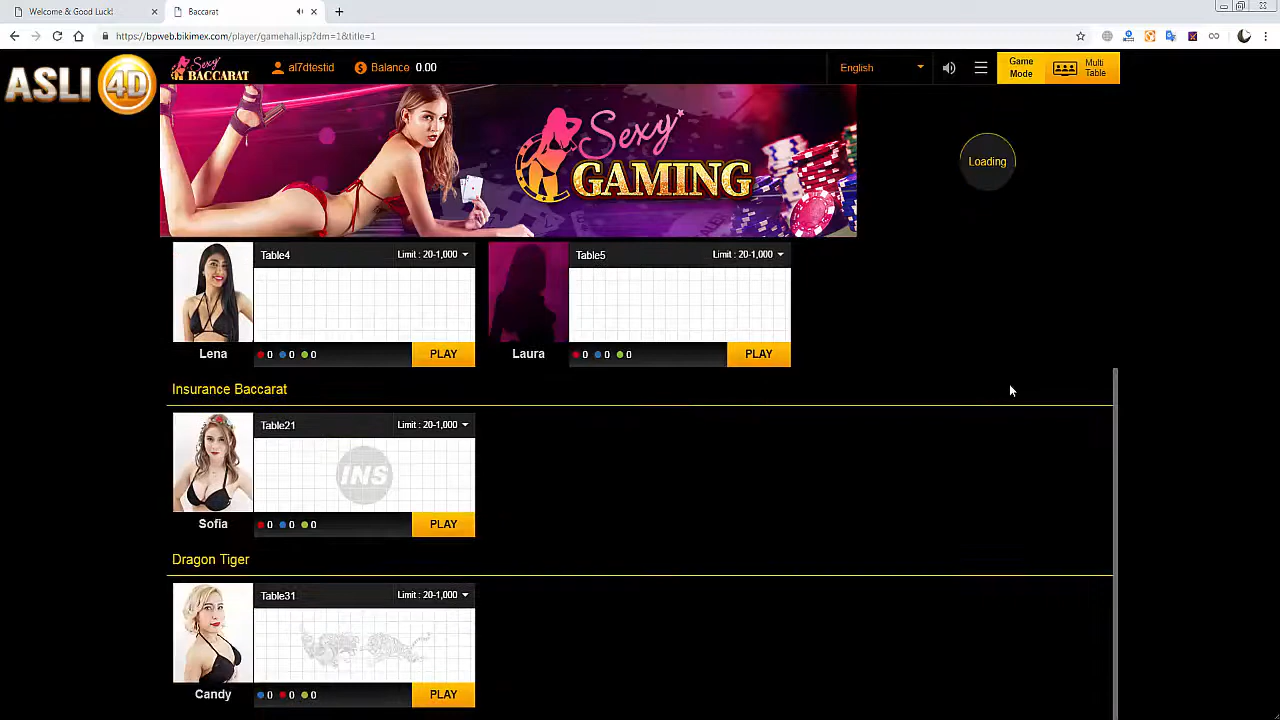 Welcome & Good Luck!
Baccarat
https://bpweb.bikimex.com/player/gamehall.jsp?dm=1&title=1
ASLI 4D
Sexy BACCARAT
al7dtestid
Balance 0.00
English
Game Mode
Multi Table
Sexy
GAMING
Loading
Table4
Limit : 20-1,000
Table5
Limit : 20-1,000
Lena
0 0 0
PLAY
Laura
0 0 0
PLAY
Insurance Baccarat
Table21
Limit : 20-1,000
INS
Sofia
0 0 0
PLAY
Dragon Tiger
Table31
Limit : 20-1,000
Candy
0 0 0
PLAY